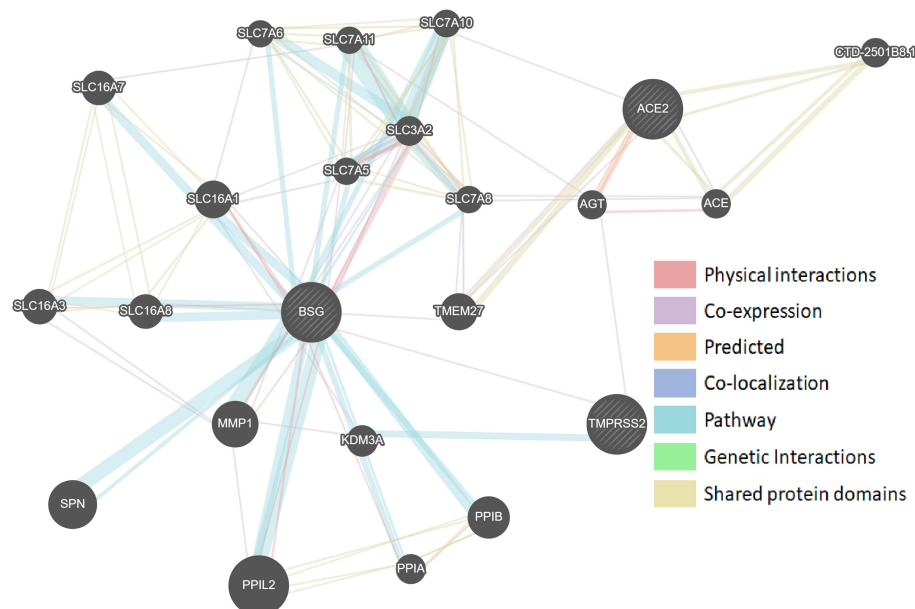 SLC7A10
SLC7A6
SLC7A11
CTD-2501B8.1
SLC16A7
ACE2
SLC3A2
SLC7A5
SLC16A1
SLC7A8
AGT
ACE
SLC16A3
SLC16A8
BSG
TMEM27
MMP1
KDM3A
TMPRSS2
SPN
PPIB
PPIL2
PPIA
Physical interactions
Co-expression
Predicted
Co-localization
Pathway
Genetic Interactions
Shared protein domains